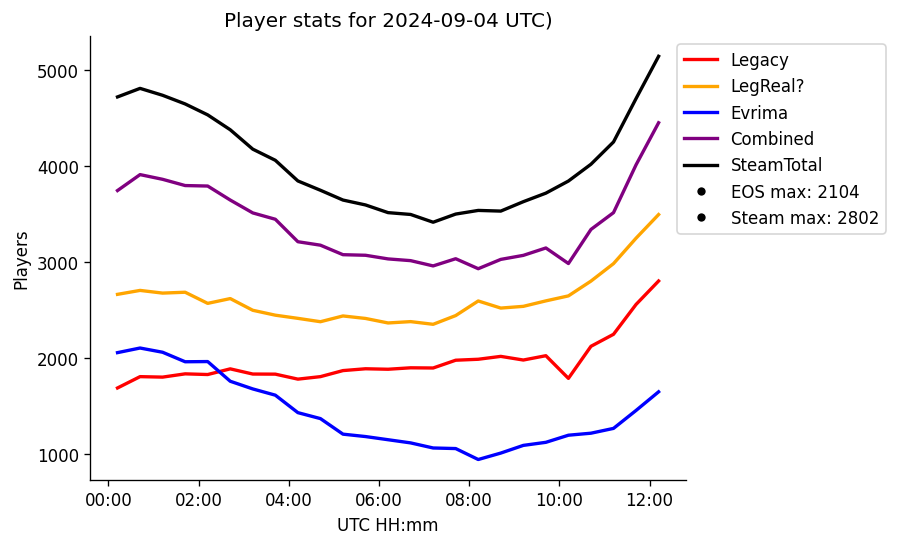 Player stats for 2024-09-04 UTC)
Legacy
LegReal?
Evrima
Combined
SteamTotal
EOS max: 2104
Steam max: 2802
5000
4000
3000
2000
1000
Players
00:00 02:00 04:00 06:00 08:00 10:00 12:00
UTC HH:mm